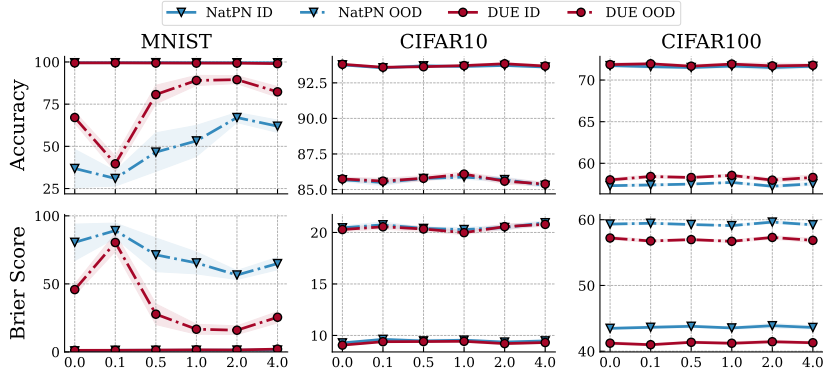 NatPN ID NatPN OOD DUE ID DUE OOD
MNIST CIFAR10 CIFAR100
Accuracy
100
75
50
25
92.5
90.0
87.5
85.0
70
65
60
Brier Score
100
50
0
20
15
10
60
50
40
0.0 0.1 0.5 1.0 2.0 4.0
0.0 0.1 0.5 1.0 2.0 4.0
0.0 0.1 0.5 1.0 2.0 4.0